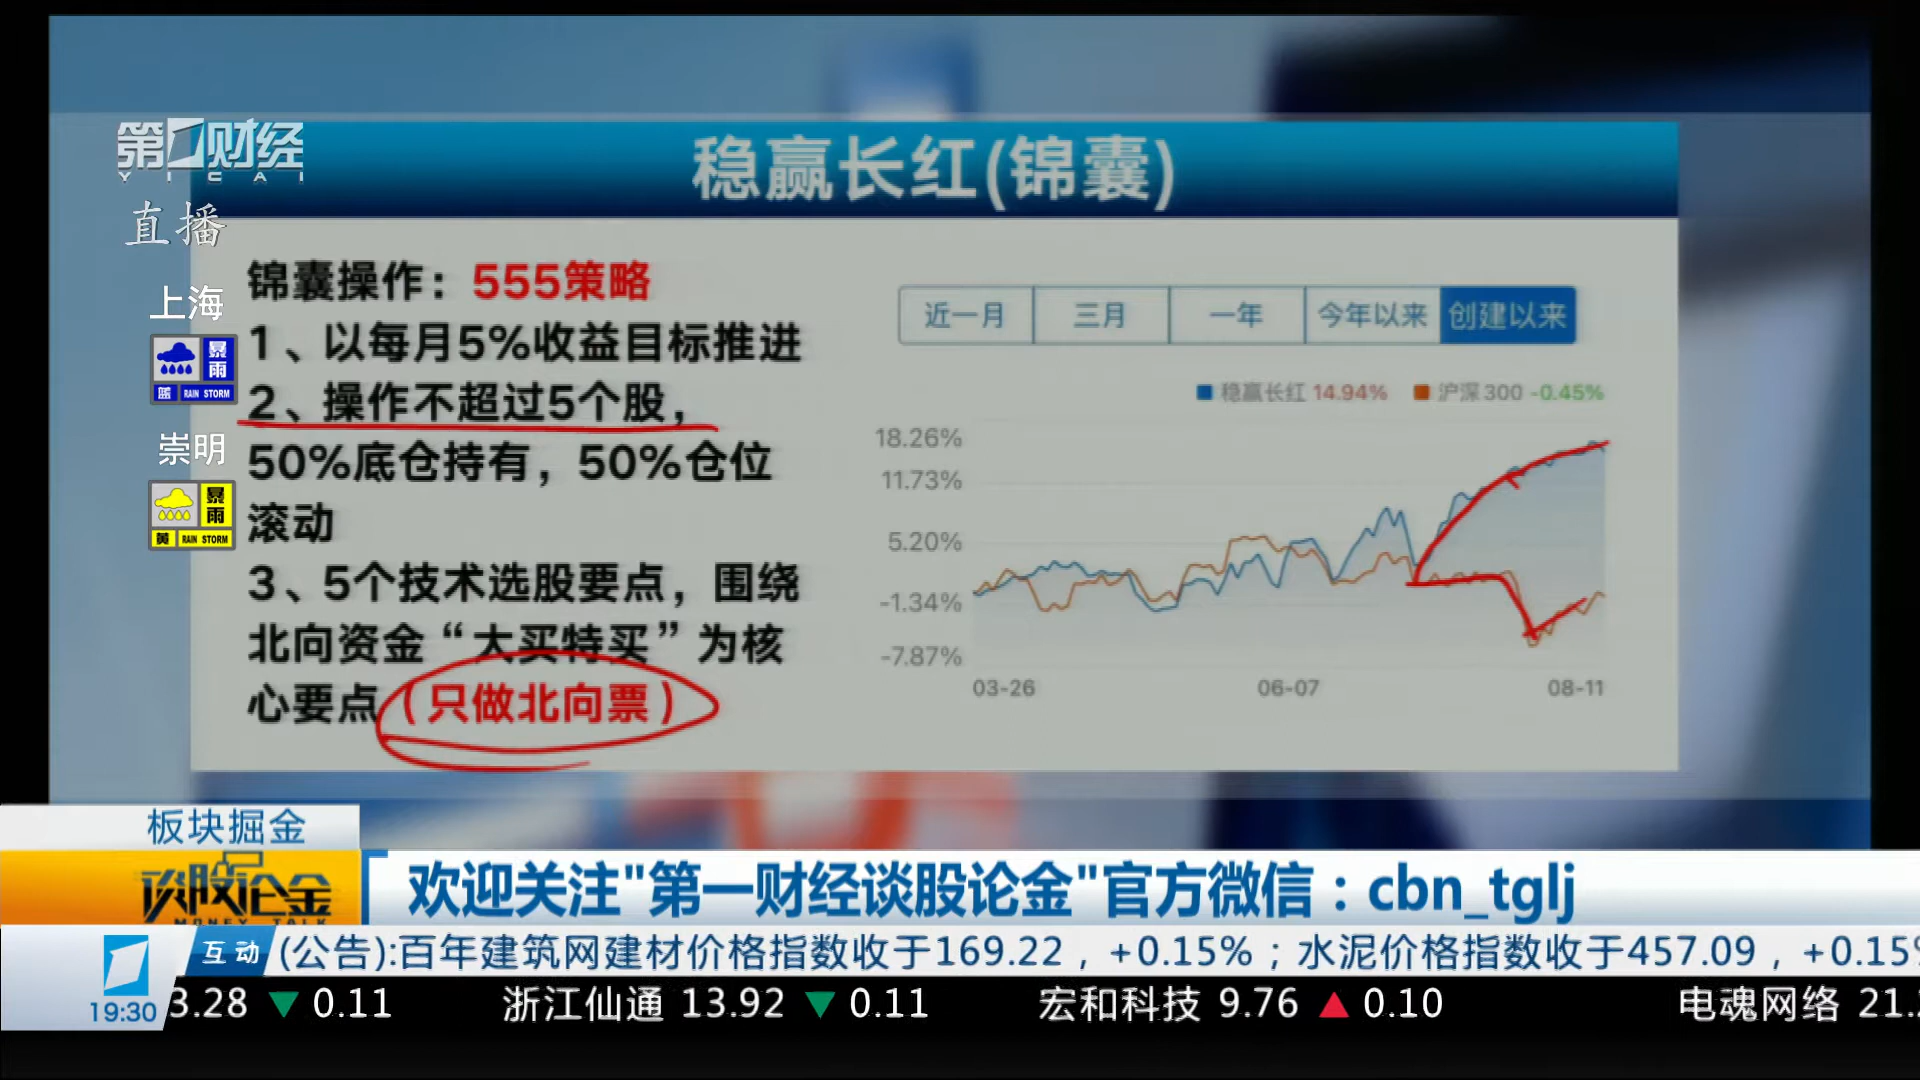 第一财经
YICAI
直播
上海
暴雨
蓝 RAIN STORM
崇明
暴雨
黄 RAIN STORM
稳赢长红(锦囊)
锦囊操作：555策略
1、以每月5%收益目标推进
2、操作不超过5个股，
50%底仓持有，50%仓位
滚动
3、5个技术选股要点，围绕
北向资金“大买特买”为核
心要点（只做北向票）
近一月 三月 一年 今年以来 创建以来
稳赢长红 14.94% 沪深300 -0.45%
18.26%
11.73%
5.20%
-1.34%
-7.87%
03-26 06-07 08-11
板块掘金
谈股论金
MONEY TALK
欢迎关注"第一财经谈股论金"官方微信：cbn_tglj
互动 (公告):百年建筑网建材价格指数收于169.22，+0.15%；水泥价格指数收于457.09，+0.15%
19:30 3.28 ▼ 0.11 浙江仙通 13.92 ▼ 0.11 宏和科技 9.76 ▲ 0.10 电魂网络 21.